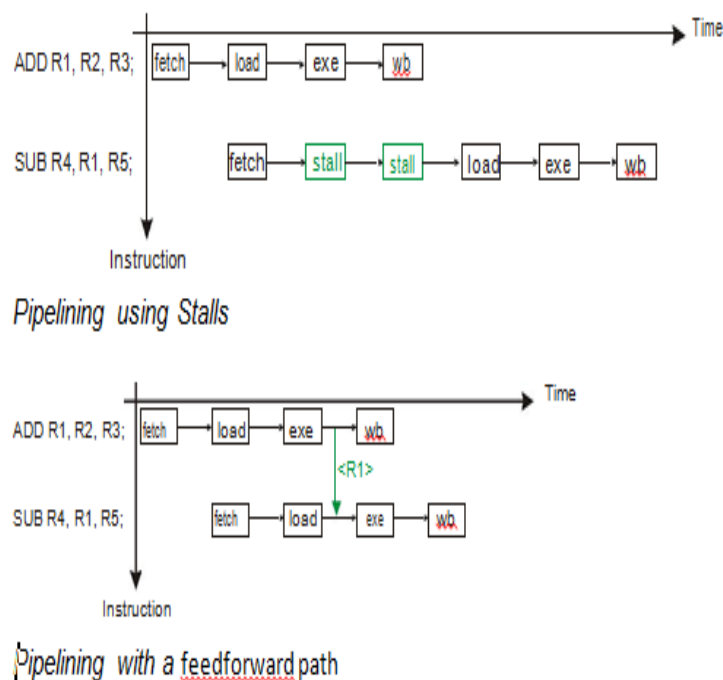 Time
ADD R1, R2, R3; fetch load exe wb
SUB R4, R1, R5; fetch stall stall load exe wb
Instruction
Pipelining using Stalls
Time
ADD R1, R2, R3; fetch load exe wb
<R1>
SUB R4, R1, R5; fetch load exe wb
Instruction
Pipelining with a feedforward path